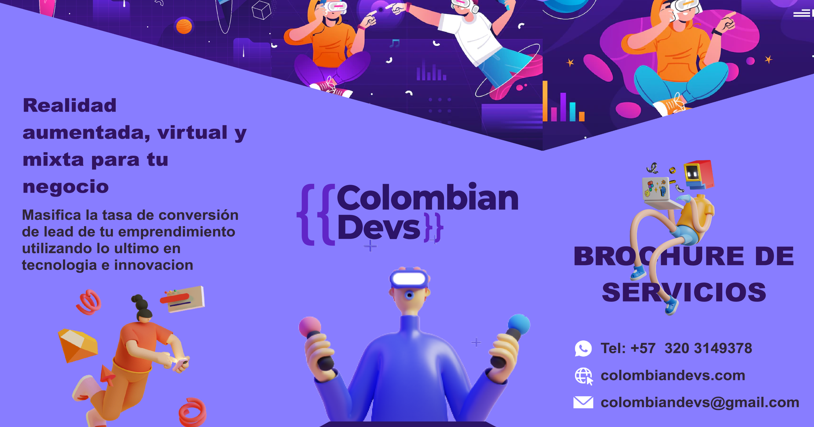 Realidad
aumentada, virtual y
mixta para tu
negocio
Masifica la tasa de conversión
de lead de tu emprendimiento
utilizando lo ultimo en
tecnologia e innovacion
{{Colombian
Devs}}
BROCHURE DE
SERVICIOS
Tel: +57 320 3149378
colombiandevs.com
colombiandevs@gmail.com